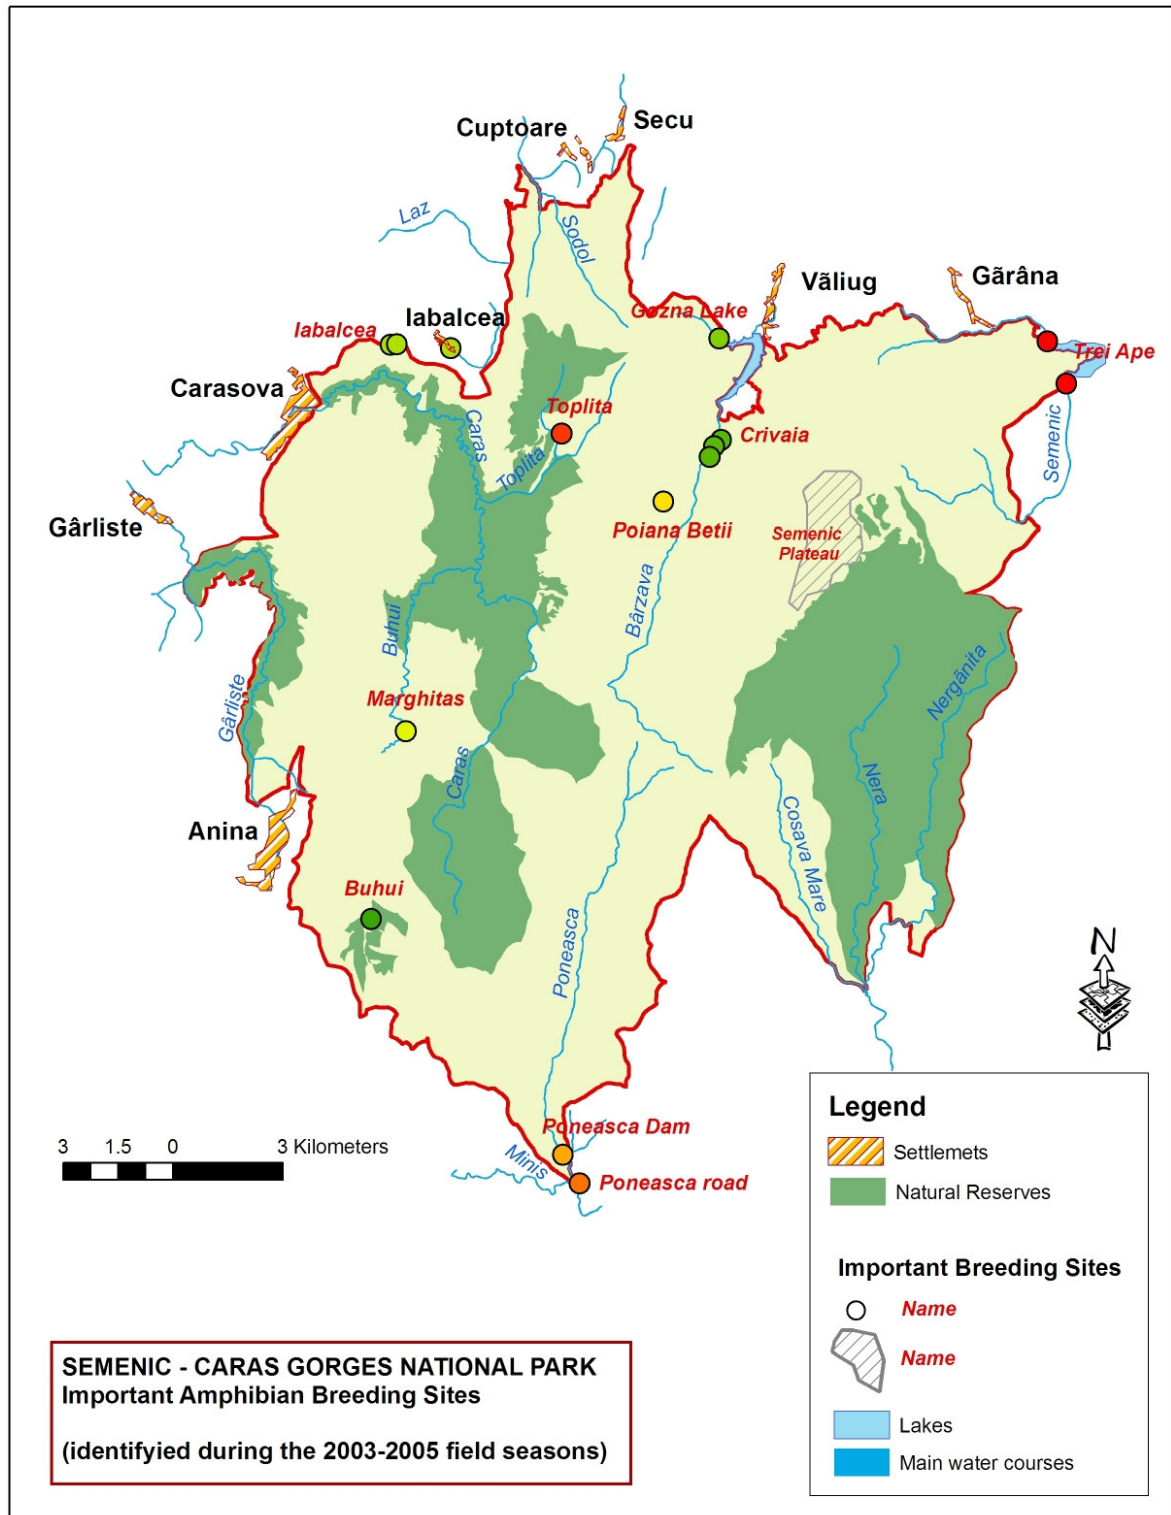 Secu
Cuptoare
Laz
Sodol
Văliug
Gărâna
Iabalcea
Iabalcea
Gozna Lake
Trei Ape
Carasova
Toplita
Caras
Crivaia
Semenic
Toplita
Gârliste
Poiana Betii
Semenic
Plateau
Bârzava
Buhui
Nergănita
Gârliste
Marghitas
Caras
Nera
Cosava Mare
Anina
Buhui
Poneasca
N
Poneasca Dam
Minis
Poneasca road
3 1.5 0 3 Kilometers
Legend
Settlemets
Natural Reserves
Important Breeding Sites
Name
Name
Lakes
Main water courses
SEMENIC - CARAS GORGES NATIONAL PARK
Important Amphibian Breeding Sites
(identifyied during the 2003-2005 field seasons)